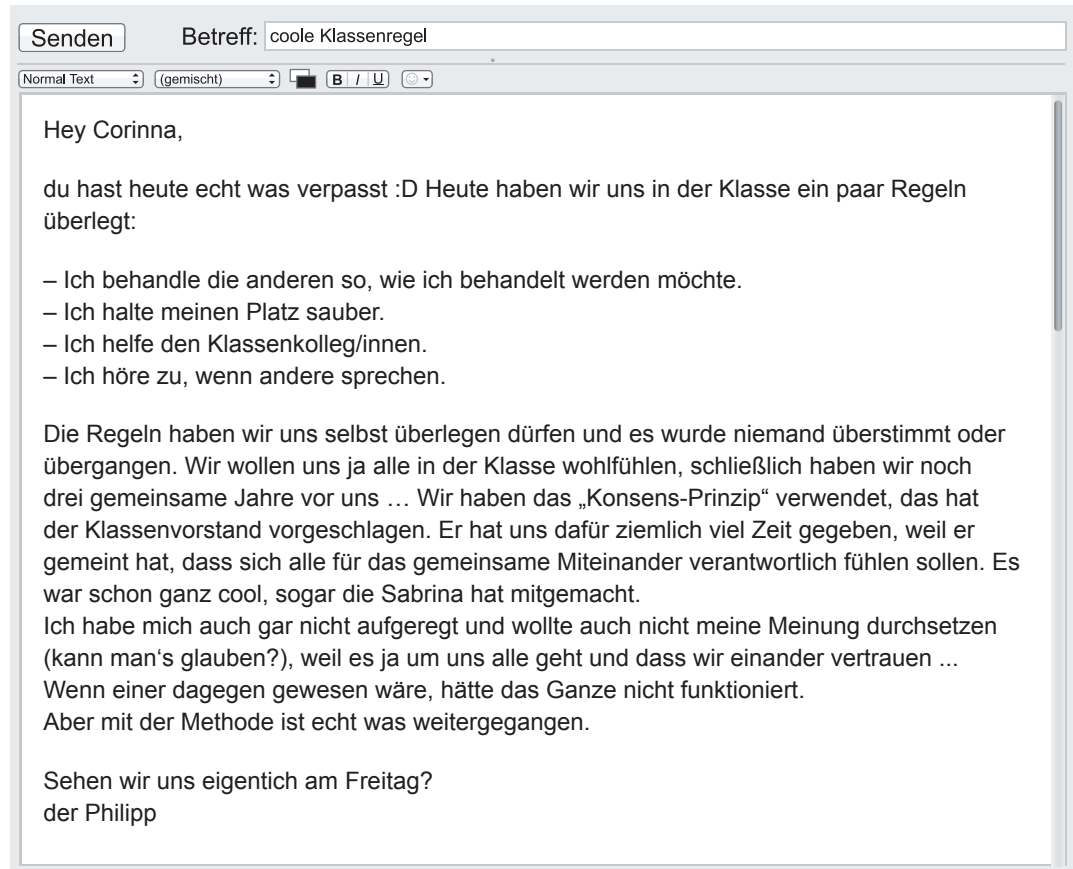 Senden Betreff: coole Klassenregel
Normal Text (gemischt) B I U
Hey Corinna,
du hast heute echt was verpasst :D Heute haben wir uns in der Klasse ein paar Regeln
überlegt:
– Ich behandle die anderen so, wie ich behandelt werden möchte.
– Ich halte meinen Platz sauber.
– Ich helfe den Klassenkolleg/innen.
– Ich höre zu, wenn andere sprechen.
Die Regeln haben wir uns selbst überlegen dürfen und es wurde niemand überstimmt oder
übergangen. Wir wollen uns ja alle in der Klasse wohlfühlen, schließlich haben wir noch
drei gemeinsame Jahre vor uns … Wir haben das „Konsens-Prinzip“ verwendet, das hat
der Klassenvorstand vorgeschlagen. Er hat uns dafür ziemlich viel Zeit gegeben, weil er
gemeint hat, dass sich alle für das gemeinsame Miteinander verantwortlich fühlen sollen. Es
war schon ganz cool, sogar die Sabrina hat mitgemacht.
Ich habe mich auch gar nicht aufgeregt und wollte auch nicht meine Meinung durchsetzen
(kann man‘s glauben?), weil es ja um uns alle geht und dass wir einander vertrauen ...
Wenn einer dagegen gewesen wäre, hätte das Ganze nicht funktioniert.
Aber mit der Methode ist echt was weitergegangen.
Sehen wir uns eigentich am Freitag?
der Philipp